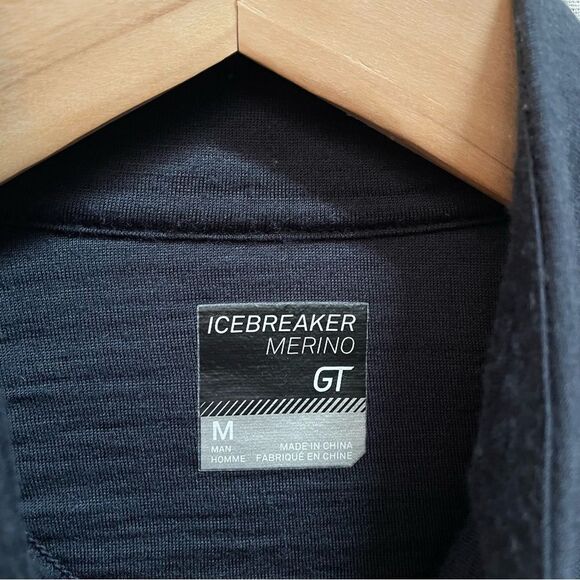 ICEBREAKER
MERINO
GT
M
MAN
HOMME
MADE IN CHINA
FABRIQUÉ EN CHINE